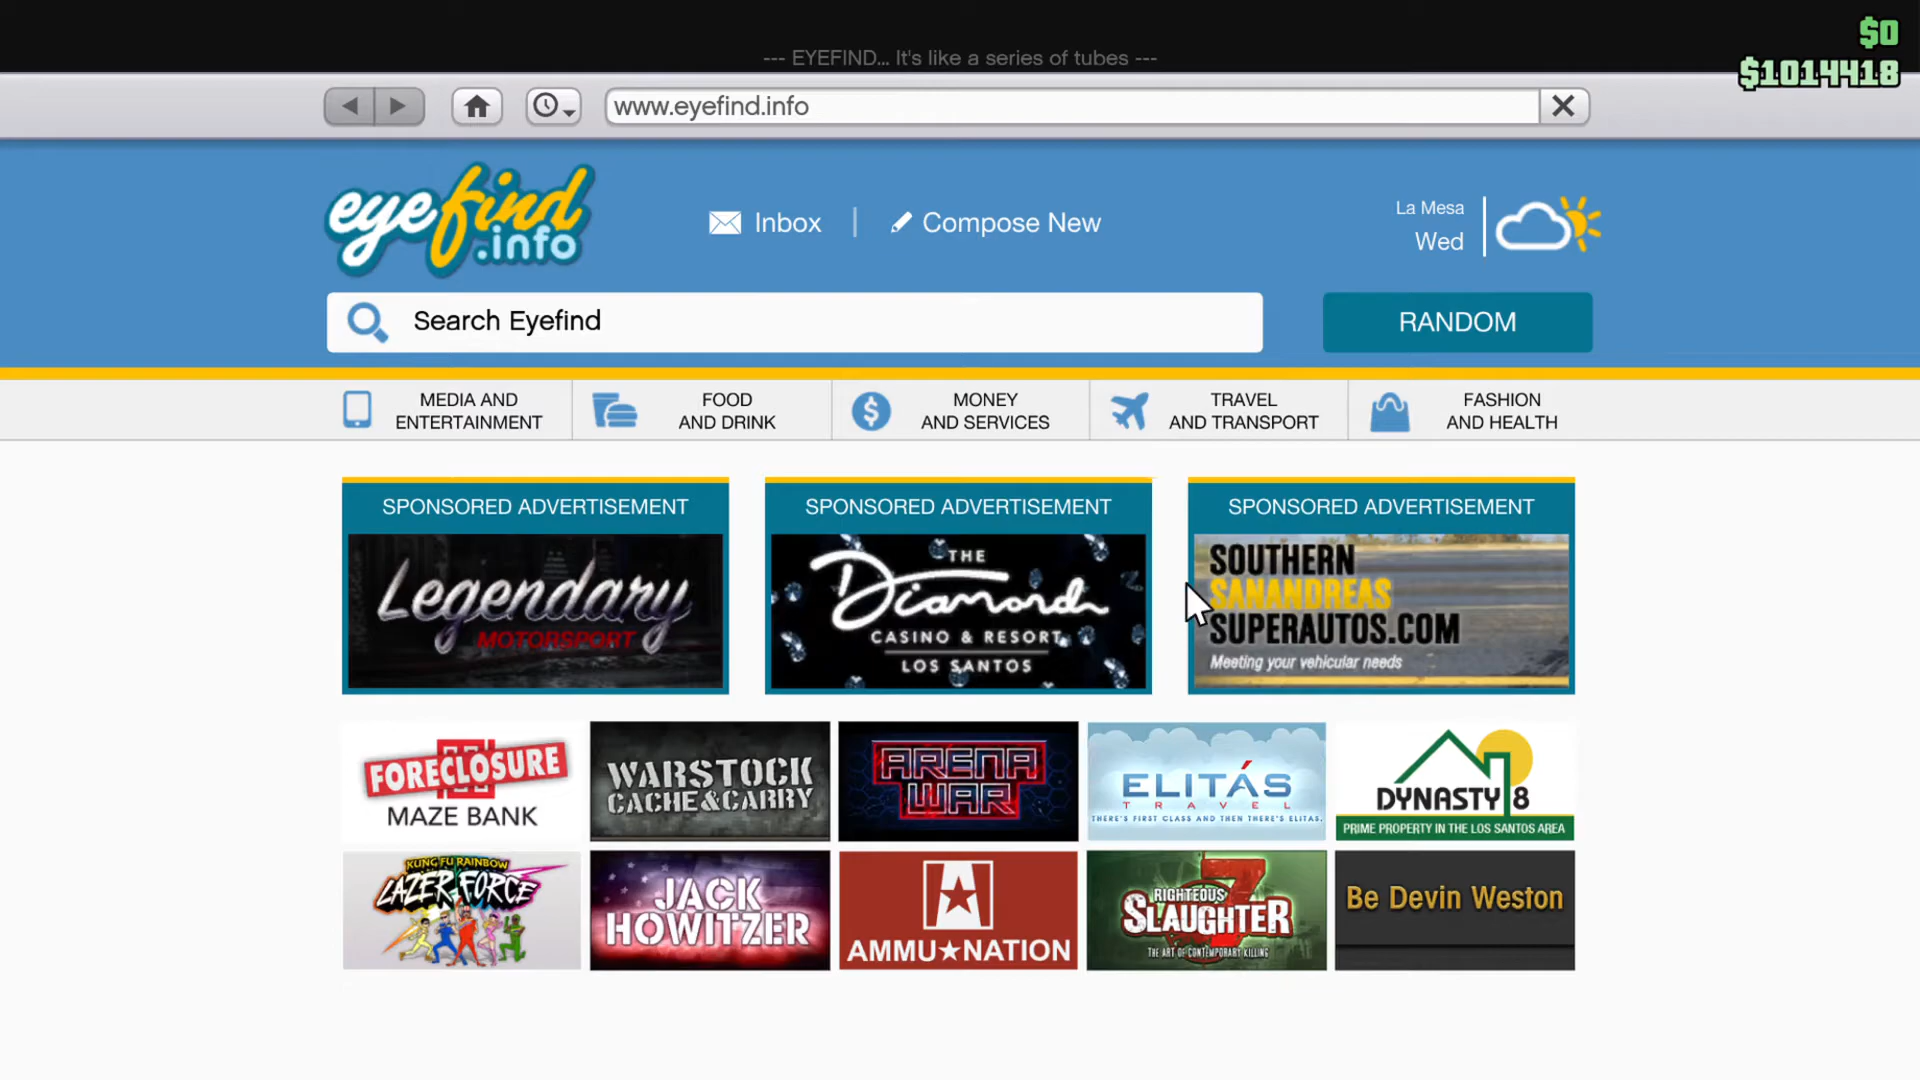 $0
--- EYEFIND... It's like a series of tubes ---
$1014418
www.eyefind.info
eyefind
.info
Inbox
Compose New
La Mesa
Wed
Search Eyefind
RANDOM
MEDIA AND
ENTERTAINMENT
FOOD
AND DRINK
MONEY
AND SERVICES
TRAVEL
AND TRANSPORT
FASHION
AND HEALTH
SPONSORED ADVERTISEMENT
Legendary
MOTORSPORT
SPONSORED ADVERTISEMENT
THE
Diamond
CASINO & RESORT
LOS SANTOS
SPONSORED ADVERTISEMENT
SOUTHERN
SANANDREAS
SUPERAUTOS.COM
Meeting your vehicular needs
FORECLOSURE
MAZE BANK
WARSTOCK
CACHE&CARRY
ARENA
WAR
ELITÁS
TRAVEL
THERE'S FIRST CLASS AND THEN THERE'S ELITAS.
DYNASTY 8
PRIME PROPERTY IN THE LOS SANTOS AREA
KUNG FU RAINBOW
LAZER FORCE
JACK
HOWITZER
AMMU★NATION
RIGHTEOUS
SLAUGHTER
7
THE ART OF CONTEMPORARY KILLING
Be Devin Weston